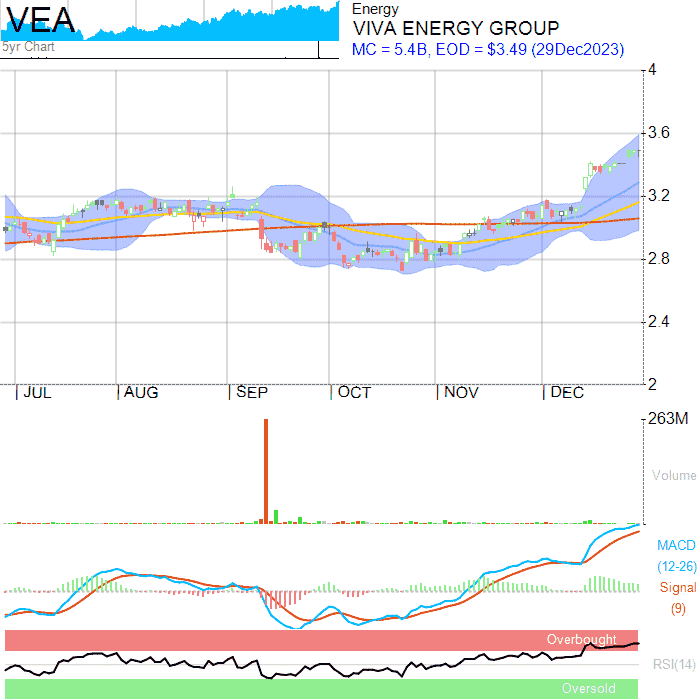 VEA
5yr Chart
Energy
VIVA ENERGY GROUP
MC = 5.4B, EOD = $3.49 (29Dec2023)
4
3.6
3.2
2.8
2.4
2
JUL
AUG
SEP
OCT
NOV
DEC
263M
Volume
MACD
(12-26)
Signal
(9)
Overbought
RSI(14)
Oversold